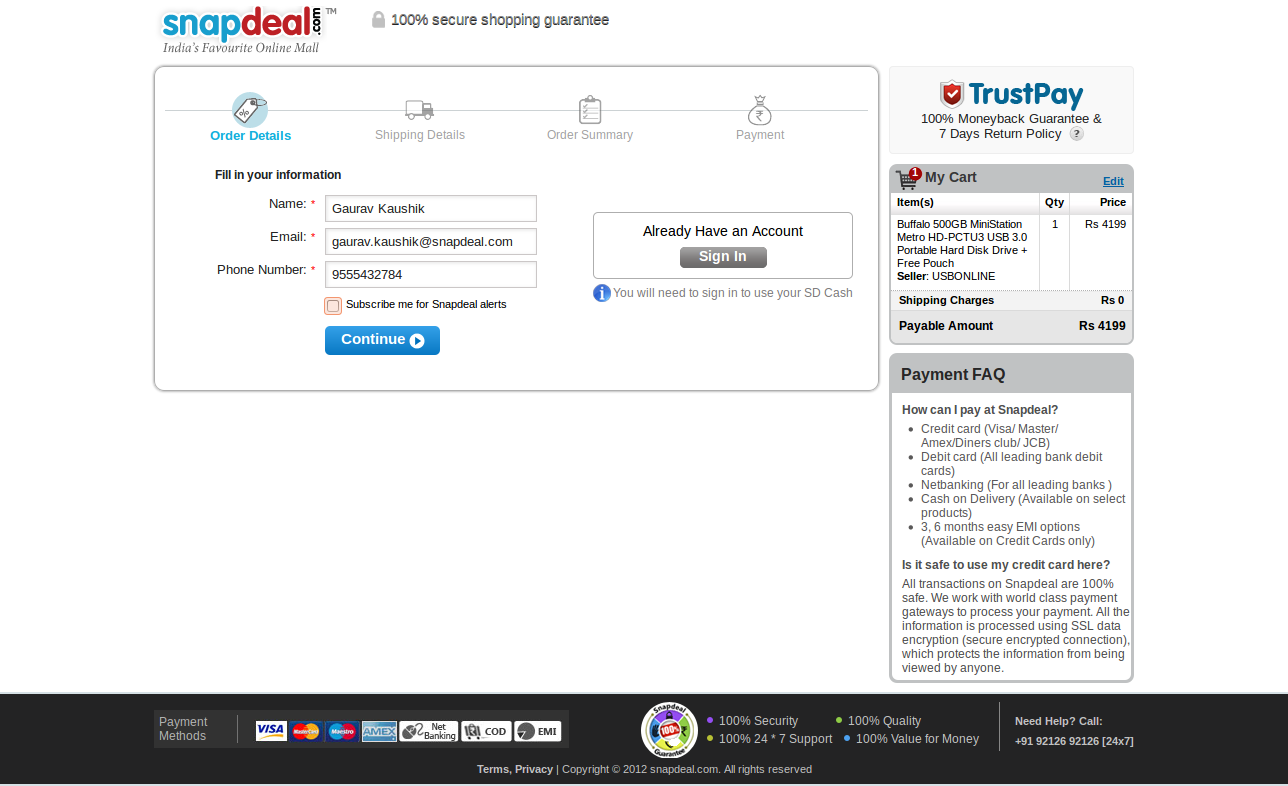 snapdeal.com TM
India's Favourite Online Mall
100% secure shopping guarantee
Order Details
Shipping Details
Order Summary
Payment
Fill in your information
Name: * Gaurav Kaushik
Email: * gaurav.kaushik@snapdeal.com
Phone Number: * 9555432784
Subscribe me for Snapdeal alerts
Continue
Already Have an Account
Sign In
You will need to sign in to use your SD Cash
TrustPay
100% Moneyback Guarantee &
7 Days Return Policy ?
1 My Cart Edit
Item(s) Qty Price
Buffalo 500GB MiniStation 1 Rs 4199
Metro HD-PCTU3 USB 3.0
Portable Hard Disk Drive +
Free Pouch
Seller: USBONLINE
Shipping Charges Rs 0
Payable Amount Rs 4199
Payment FAQ
How can I pay at Snapdeal?
• Credit card (Visa/ Master/
Amex/Diners club/ JCB)
• Debit card (All leading bank debit
cards)
• Netbanking (For all leading banks )
• Cash on Delivery (Available on select
products)
• 3, 6 months easy EMI options
(Available on Credit Cards only)
Is it safe to use my credit card here?
All transactions on Snapdeal are 100%
safe. We work with world class payment
gateways to process your payment. All the
information is processed using SSL data
encryption (secure encrypted connection),
which protects the information from being
viewed by anyone.
Payment
Methods
VISA MasterCard Maestro AMEX Net
Banking COD EMI
Snapdeal
100%
Guarantee
100% Security
100% Quality
100% 24 * 7 Support
100% Value for Money
Need Help? Call:
+91 92126 92126 [24x7]
Terms, Privacy | Copyright © 2012 snapdeal.com. All rights reserved